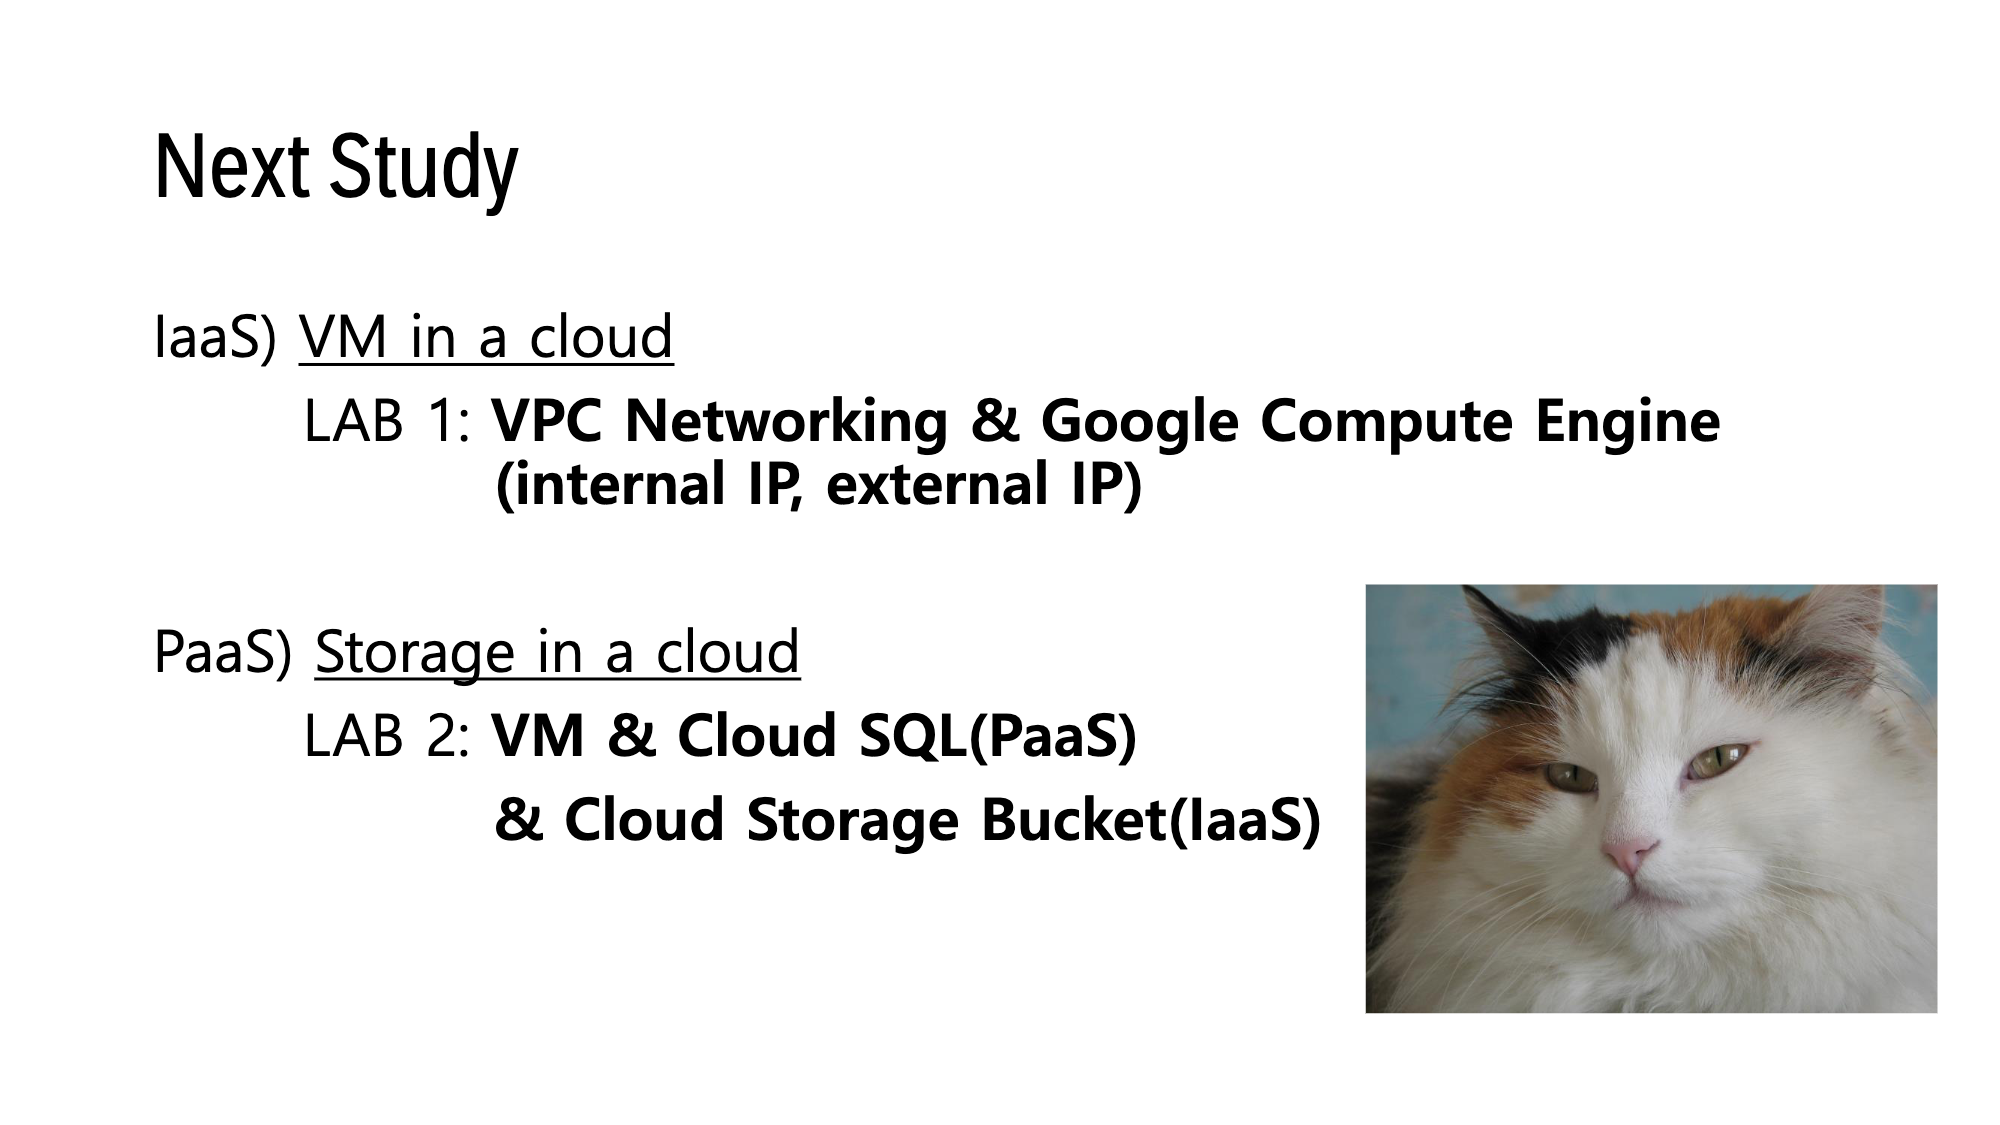 Next Study
IaaS) VM in a cloud
LAB 1: VPC Networking & Google Compute Engine
(internal IP, external IP)
PaaS) Storage in a cloud
LAB 2: VM & Cloud SQL(PaaS)
& Cloud Storage Bucket(IaaS)